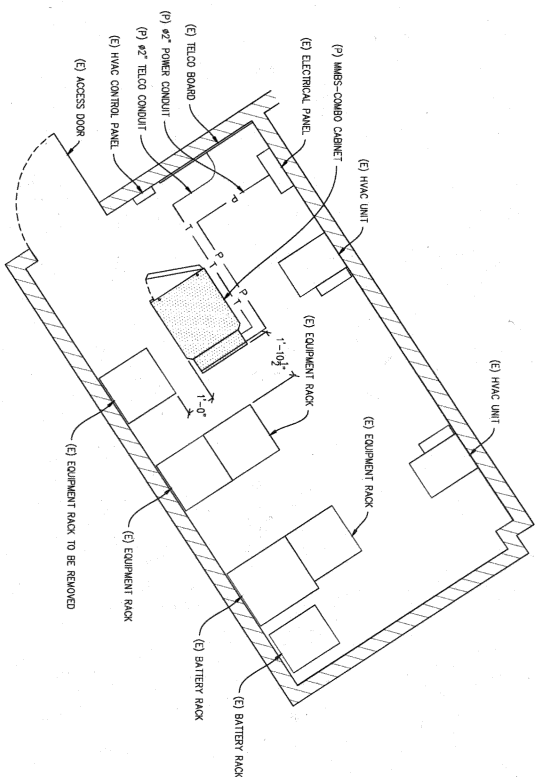 (P) MMBS-COMBO CABINET
(E) ELECTRICAL PANEL
(E) TELCO BOARD
(P) ø2" POWER CONDUIT
(P) ø2" TELCO CONDUIT
(E) HVAC CONTROL PANEL
(E) ACCESS DOOR
(E) HVAC UNIT
(E) HVAC UNIT
P
T
P
T
P
T
1'-10½"
1'-0"
(E) EQUIPMENT RACK
(E) EQUIPMENT RACK
(E) EQUIPMENT RACK TO BE REMOVED
(E) EQUIPMENT RACK
(E) BATTERY RACK
(E) BATTERY RACK